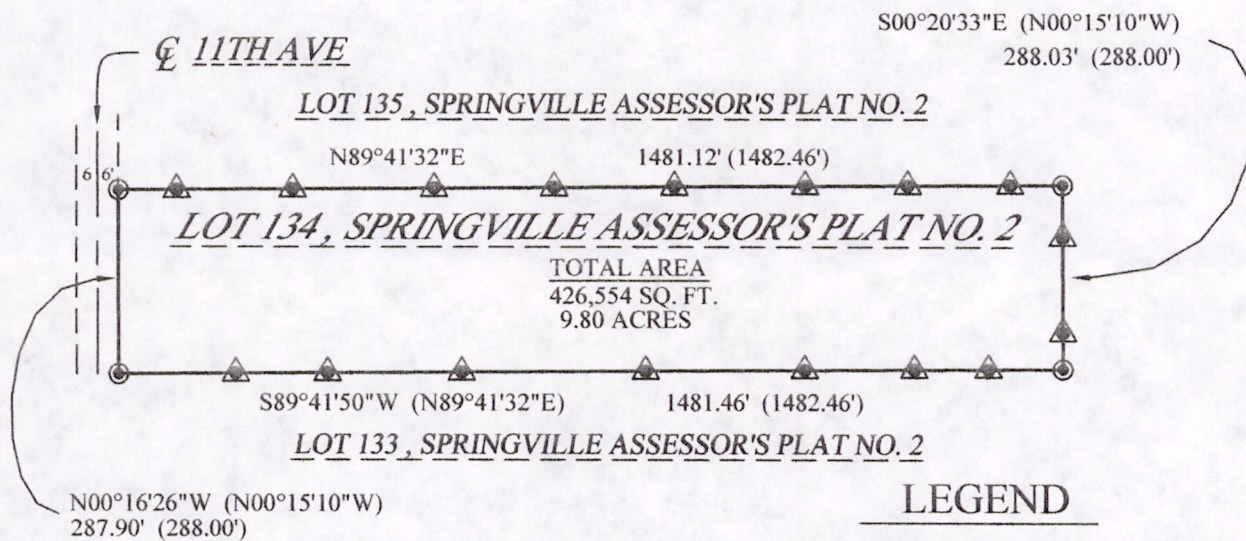 S00°20'33"E (N00°15'10"W)
288.03' (288.00')
℄ 11TH AVE
LOT 135, SPRINGVILLE ASSESSOR'S PLAT NO. 2
N89°41'32"E 1481.12' (1482.46')
6' 6'
LOT 134, SPRINGVILLE ASSESSOR'S PLAT NO. 2
TOTAL AREA
426,554 SQ. FT.
9.80 ACRES
S89°41'50"W (N89°41'32"E) 1481.46' (1482.46')
LOT 133, SPRINGVILLE ASSESSOR'S PLAT NO. 2
N00°16'26"W (N00°15'10"W)
287.90' (288.00')
LEGEND